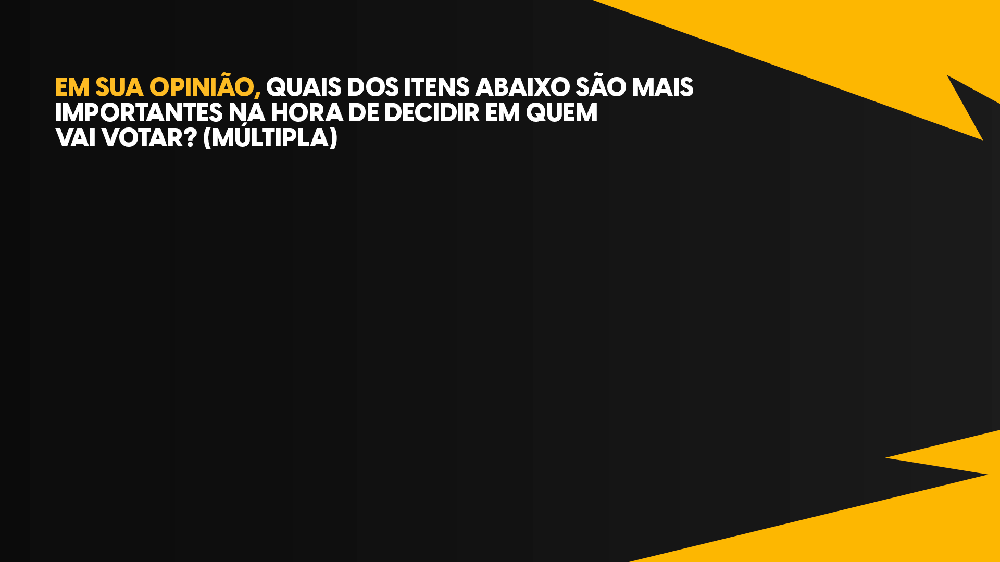 EM SUA OPINIÃO, QUAIS DOS ITENS ABAIXO SÃO MAIS
IMPORTANTES NA HORA DE DECIDIR EM QUEM
VAI VOTAR? (MÚLTIPLA)